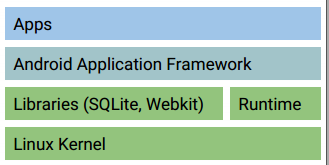 Apps
Android Application Framework
Libraries (SQLite, Webkit) Runtime
Linux Kernel